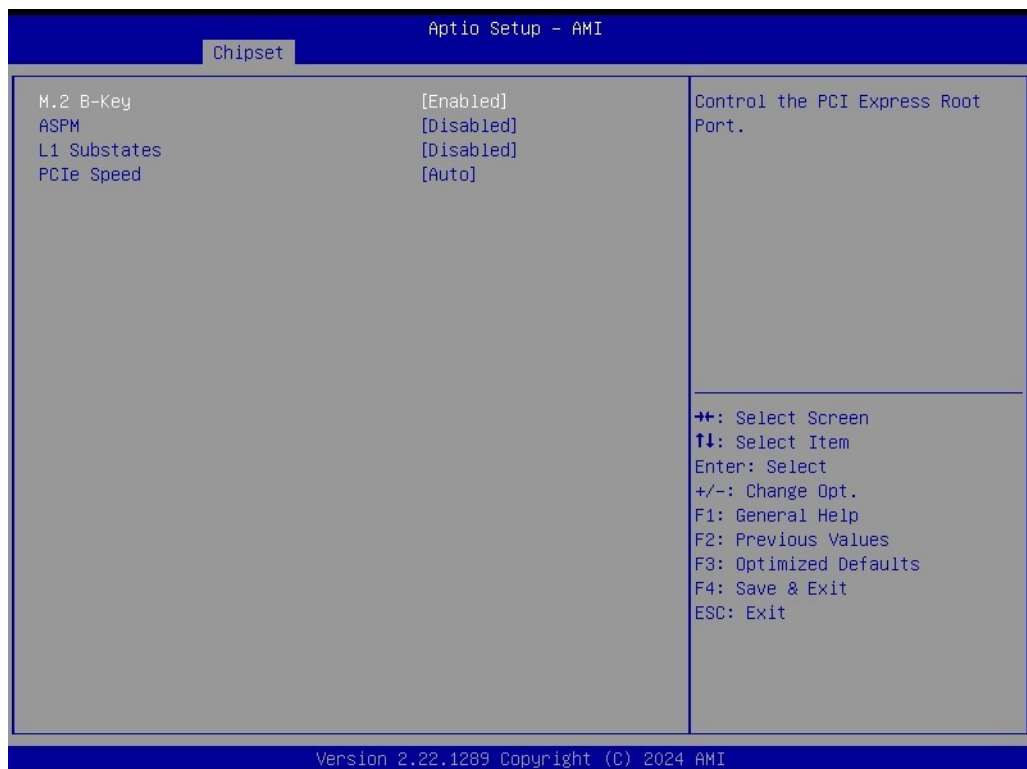 Aptio Setup – AMI
Chipset
M.2 B-Key [Enabled]
ASPM [Disabled]
L1 Substates [Disabled]
PCIe Speed [Auto]
Control the PCI Express Root
Port.
→←: Select Screen
↑↓: Select Item
Enter: Select
+/-: Change Opt.
F1: General Help
F2: Previous Values
F3: Optimized Defaults
F4: Save & Exit
ESC: Exit
Version 2.22.1289 Copyright (C) 2024 AMI